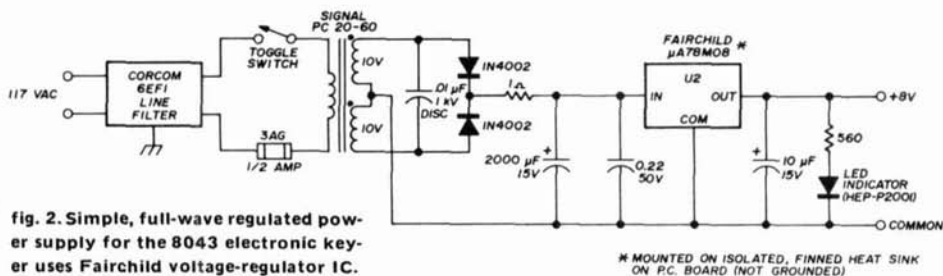 SIGNAL
PC 20-60
TOGGLE
SWITCH
117 VAC
CORCOM
6EF1
LINE
FILTER
3AG
1/2 AMP
10V
10V
.01 µF
1 kV
DISC
1N4002
1N4002
1Ω
2000 µF
15V
+
0.22
50V
FAIRCHILD
µA78M08 *
U2
IN
OUT
COM
+
10 µF
15V
560
LED
INDICATOR
(HEP-P2001)
+8V
COMMON
fig. 2. Simple, full-wave regulated pow-
er supply for the 8043 electronic key-
er uses Fairchild voltage-regulator IC.
* MOUNTED ON ISOLATED, FINNED HEAT SINK
ON P.C. BOARD (NOT GROUNDED)